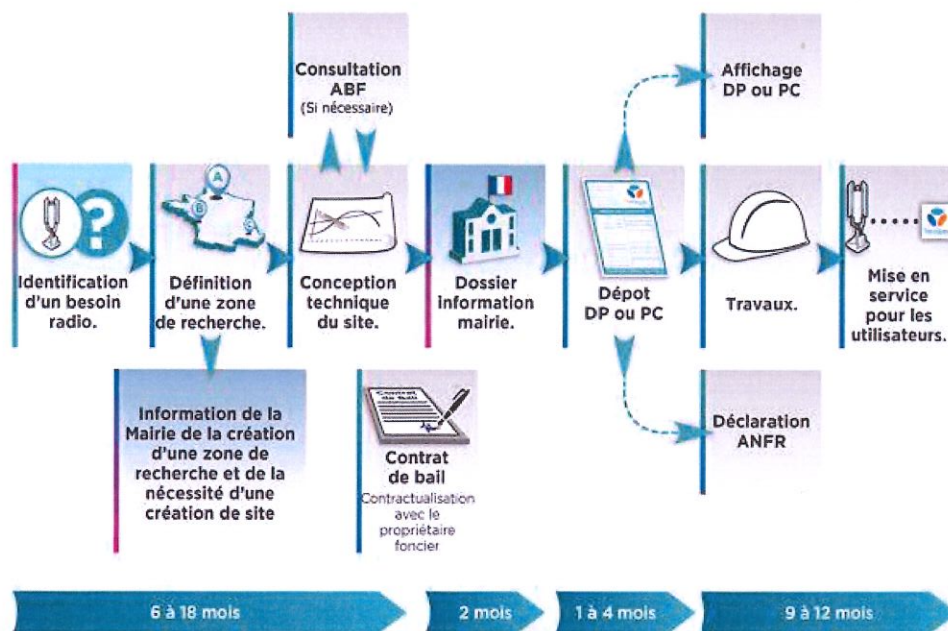 Consultation
ABF
(Si nécessaire)
Affichage
DP ou PC
A
B
Identification
d'un besoin
radio.
Définition
d'une zone
de recherche.
Conception
technique
du site.
Dossier
information
mairie.
Dépot
DP ou PC
Travaux.
Mise en
service
pour les
utilisateurs.
Information de la
Mairie de la création
d'une zone de
recherche et de la
nécessité d'une
création de site
Contrat
de Bail
Contrat
de bail
Contractualisation
avec le
propriétaire
foncier
Déclaration
ANFR
6 à 18 mois
2 mois
1 à 4 mois
9 à 12 mois